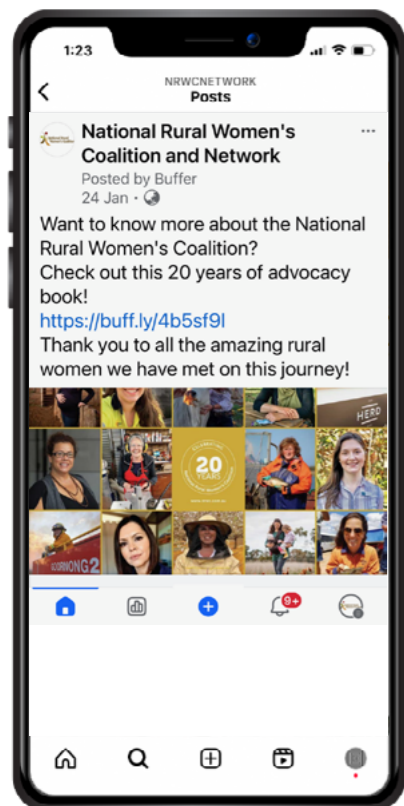 1:23
NRWCNETWORK
Posts
National Rural Women's
Coalition and Network
Posted by Buffer
24 Jan ·
Want to know more about the National
Rural Women's Coalition?
Check out this 20 years of advocacy
book!
https://buff.ly/4b5sf9l
Thank you to all the amazing rural
women we have met on this journey!
HERD
20
YEARS
9+